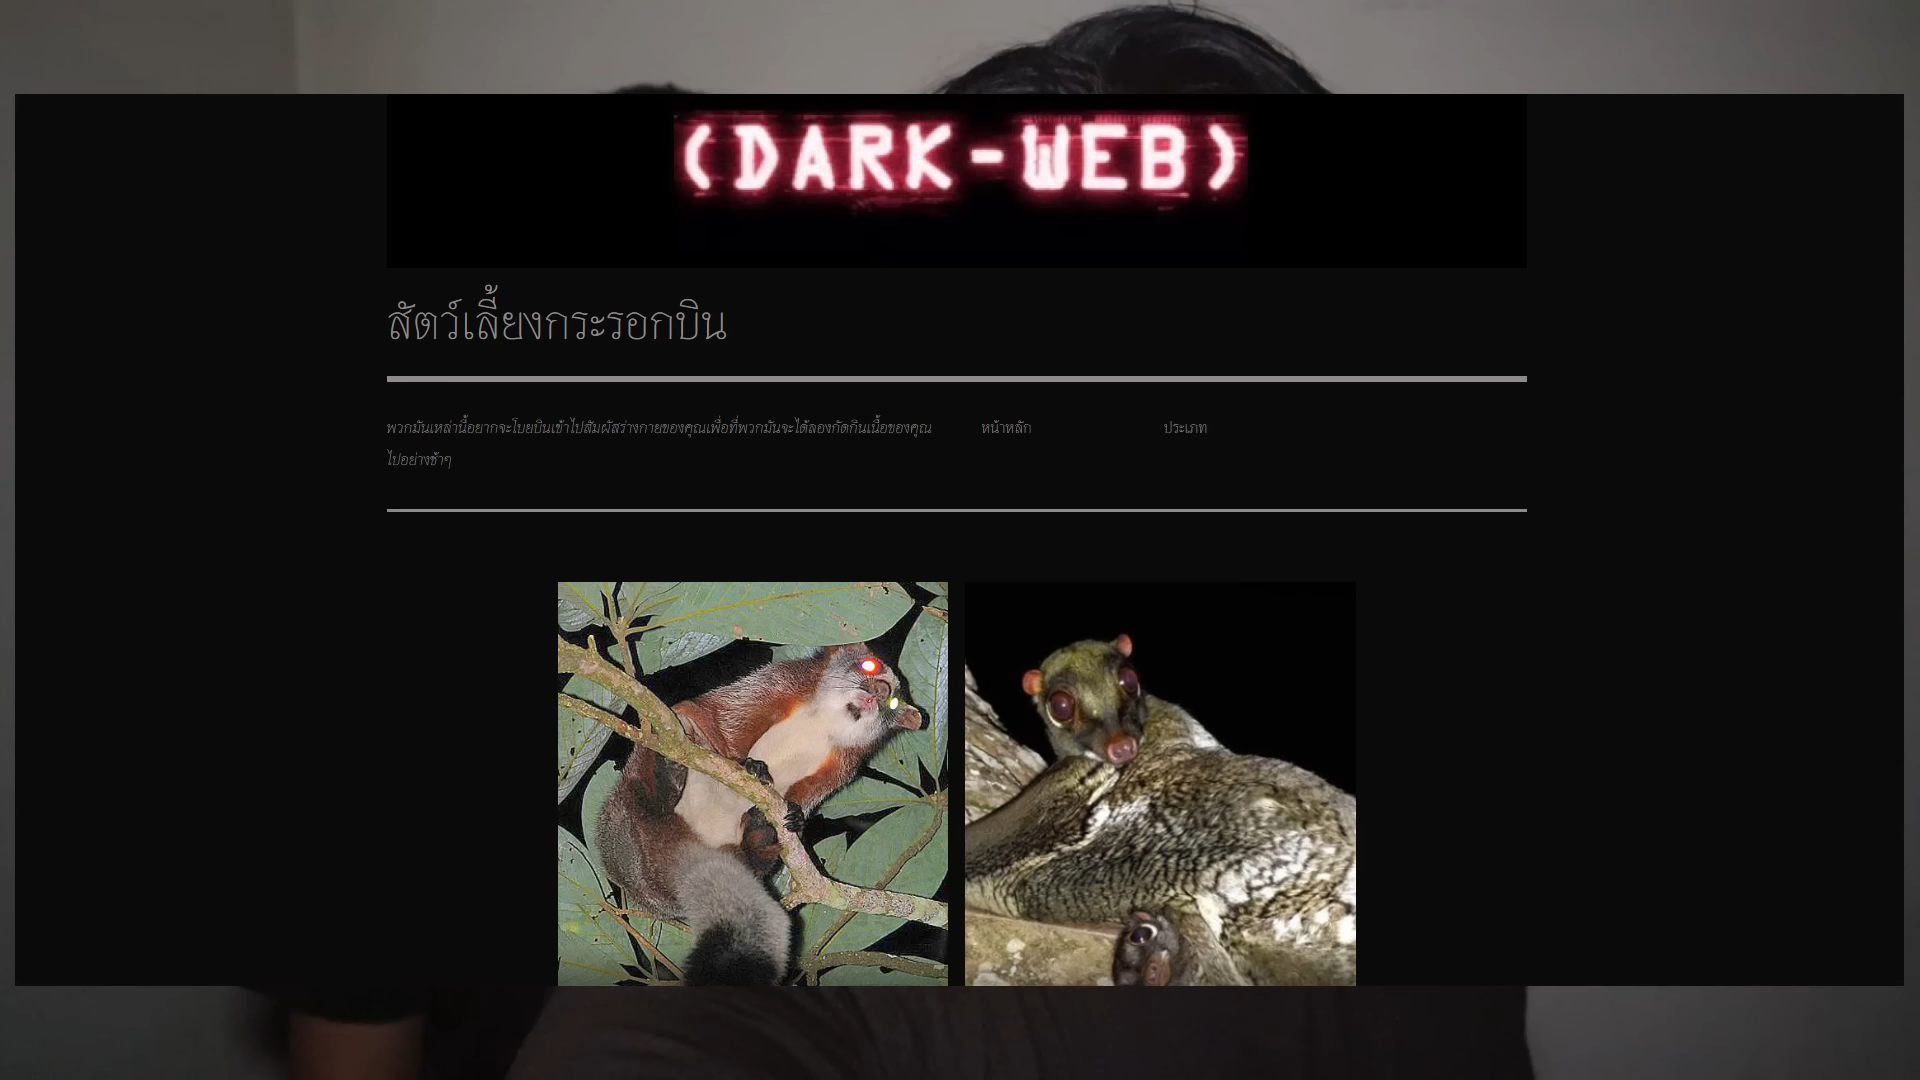 (DARK-WEB)
สัตว์เลี้ยงกระรอกบิน
พวกมันเหล่านี้อยากจะโบยบินเข้าไปสัมผัสร่างกายของคุณเพื่อที่พวกมันจะได้ลองกัดกินเนื้อของคุณ
ไปอย่างช้าๆ
หน้าหลัก
ประเภท